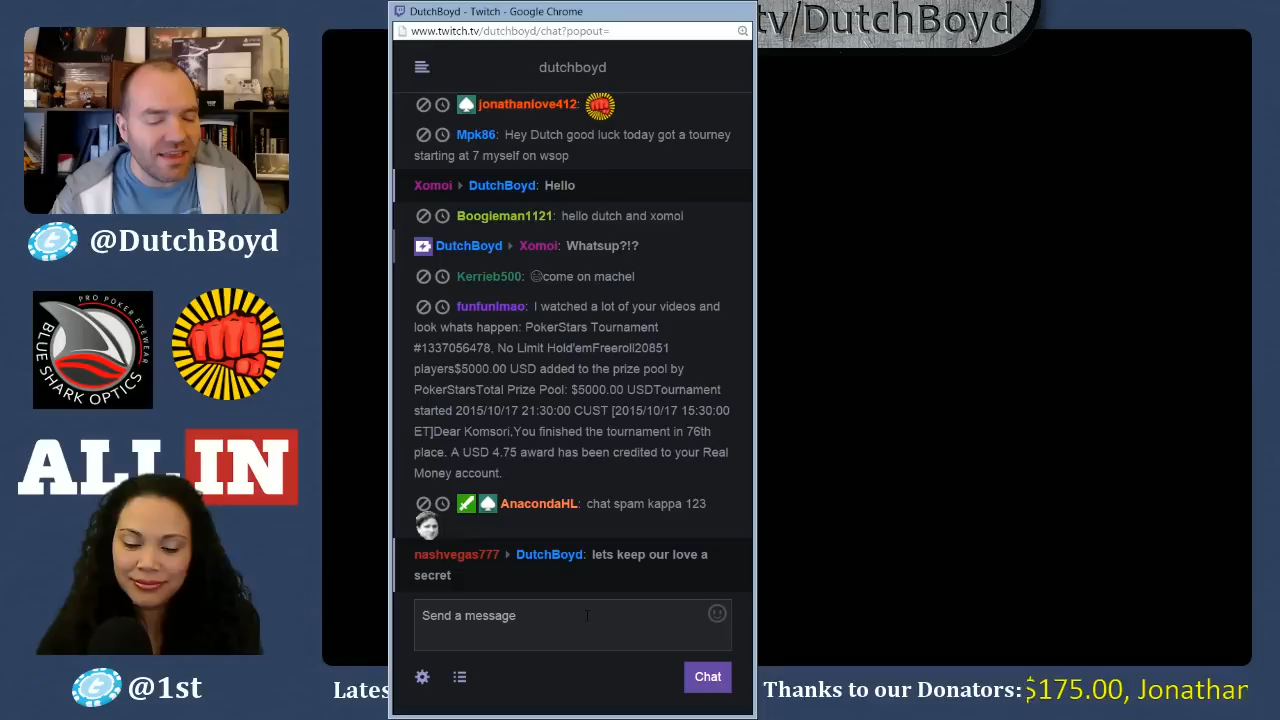 DutchBoyd - Twitch - Google Chrome
www.twitch.tv/dutchboyd/chat?popout=
tv/DutchBoyd
dutchboyd
jonathanlove412:
Mpk86: Hey Dutch good luck today got a tourney
starting at 7 myself on wsop
Xomoi DutchBoyd: Hello
Boogieman1121: hello dutch and xomoi
DutchBoyd Xomoi: Whatsup?!?
Kerrieb500: come on machel
funfunlmao: I watched a lot of your videos and
look whats happen: PokerStars Tournament
#1337056478, No Limit Hold'emFreeroll20851
players$5000.00 USD added to the prize pool by
PokerStarsTotal Prize Pool: $5000.00 USDTournament
started 2015/10/17 21:30:00 CUST [2015/10/17 15:30:00
ET]Dear Komsori,You finished the tournament in 76th
place. A USD 4.75 award has been credited to your Real
Money account.
AnacondaHL: chat spam kappa 123
nashvegas777 DutchBoyd: lets keep our love a
secret
Send a message
Chat
@DutchBoyd
PRO POKER EYEWEAR
BLUE SHARK OPTICS
ALL IN
@1st
Lates
Thanks to our Donators: $175.00, Jonathan